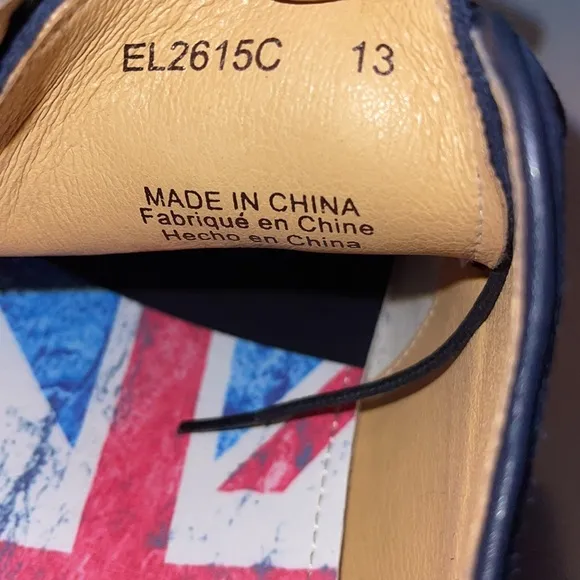 EL2615C 13
MADE IN CHINA
Fabriqué en Chine
Hecho en China